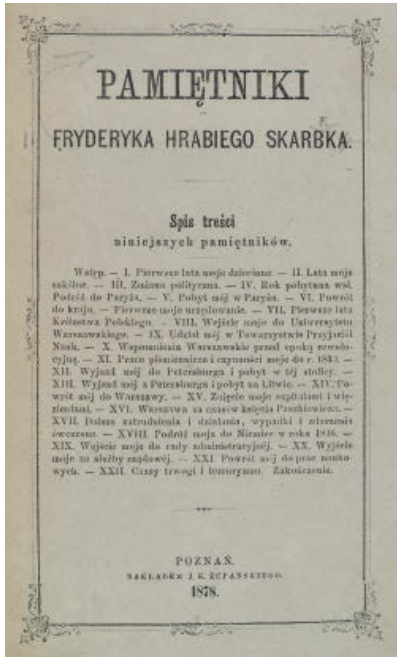 PAMIĘTNIKI
FRYDERYKA HRABIEGO SKARBKA.
Spis treści
niniejszych pamiętników.
Wstęp. — I. Pierwsze lata moje dziecinne. — II. Lata moje
szkólne. — III. Zmiana polityczna. — IV. Rok pobytu na wsi.
Podróż do Paryża. — V. Pobyt mój w Paryżu. — VI. Powrót
do kraju. — Pierwsze moje urzędowanie. — VII. Pierwsze lata
Królestwa Polskiego. — VIII. Wejście moje do Uniwersytetu
Warszawskiego. — IX. Udział mój w Towarzystwie Przyjaciół
Nauk. — X. Wspomnienia Warszawskie przed epoką rewolu-
cyjną. — XI. Prace piśmiennicze i czynności moje do r. 1830. —
XII. Wyjazd mój do Petersburga i pobyt w téj stolicy. —
XIII. Wyjazd mój z Petersburga i pobyt na Litwie. — XIV. Po-
wrót mój do Warszawy. — XV. Zajęcie moje szpitalami i wię-
zieniami. — XVI. Warszawa za czasów księcia Paszkiewicza. —
XVII. Dalsze zatrudnienia i działania, wypadki i zdarzenia
ówczesne. — XVIII. Podróż moja do Niemiec w roku 1846. —
XIX. Wejście moje do rady administracyjnéj. — XX. Wyjście
moje ze służby rządowéj. — XXI. Powrót mój do prac nauko-
wych. — XXII. Czasy trwogi i terroryzmu. Zakończenie.
POZNAŃ.
NAKŁADEM J. K. ŻUPAŃSKIEGO.
1878.